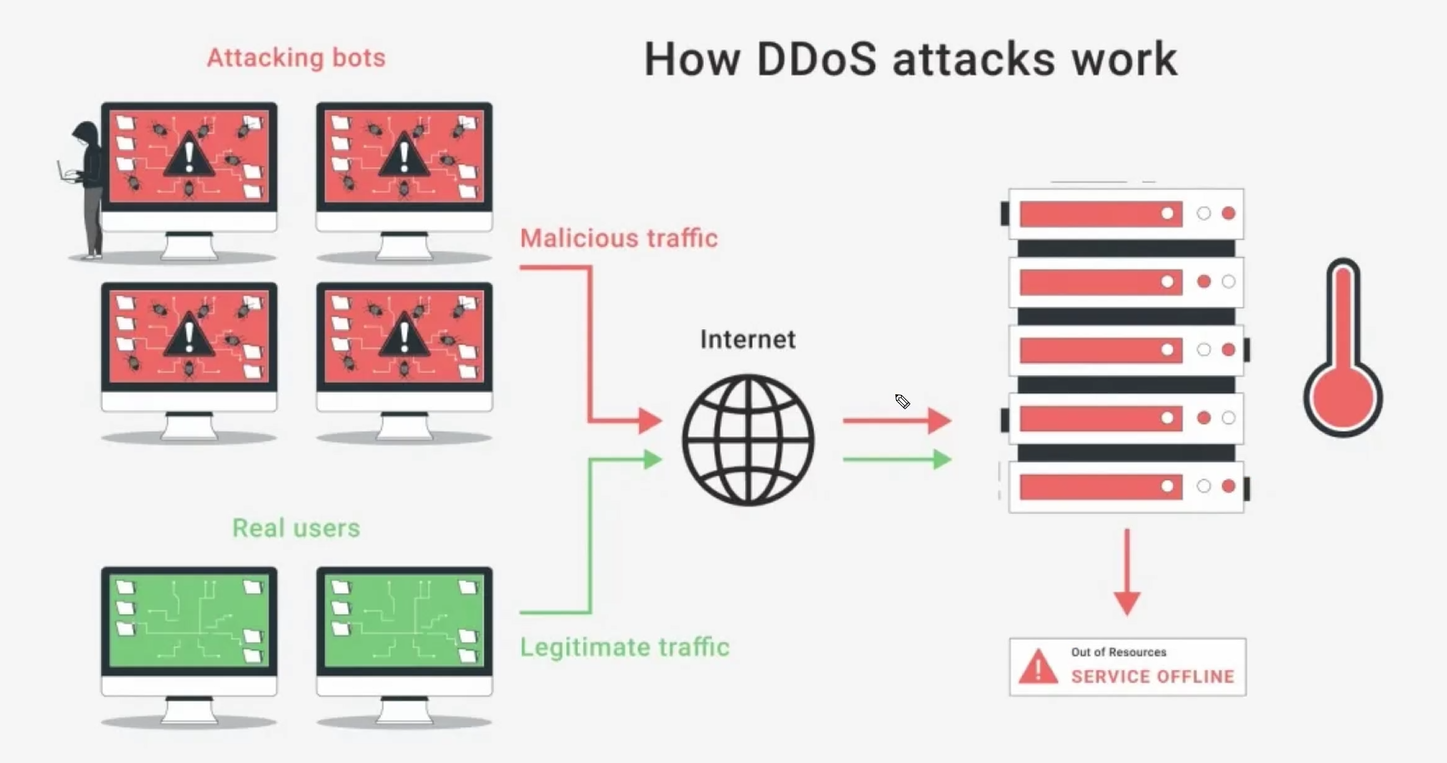 How DDoS attacks work
Attacking bots
Malicious traffic
Internet
Real users
Legitimate traffic
Out of Resources
SERVICE OFFLINE